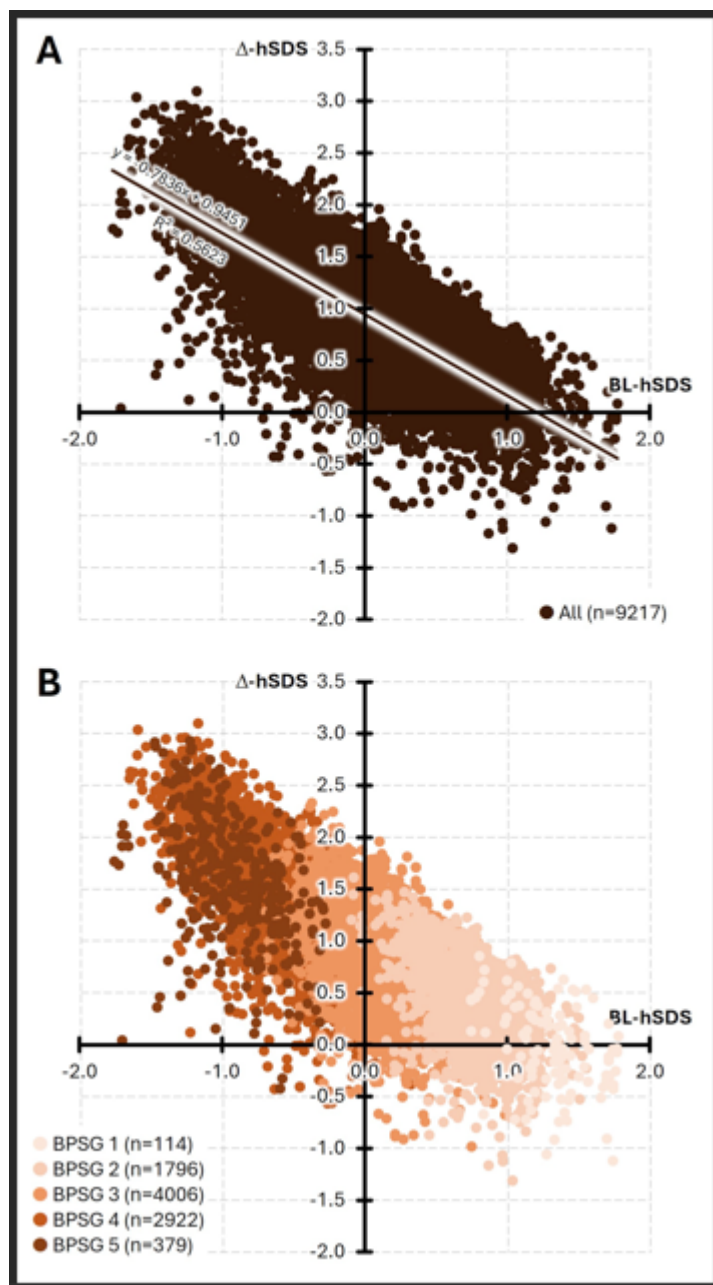 A
Δ-hSDS
3.5
3.0
2.5
2.0
1.5
1.0
0.5
0.0
-0.5
-1.0
-1.5
-2.0
y = -0.7836x + 0.9451
R² = 0.5623
BL-hSDS
-2.0
-1.0
0.0
1.0
2.0
All (n=9217)
B
Δ-hSDS
3.5
3.0
2.5
2.0
1.5
1.0
0.5
0.0
-0.5
-1.0
-1.5
-2.0
BL-hSDS
-2.0
-1.0
0.0
1.0
2.0
BPSG 1 (n=114)
BPSG 2 (n=1796)
BPSG 3 (n=4006)
BPSG 4 (n=2922)
BPSG 5 (n=379)